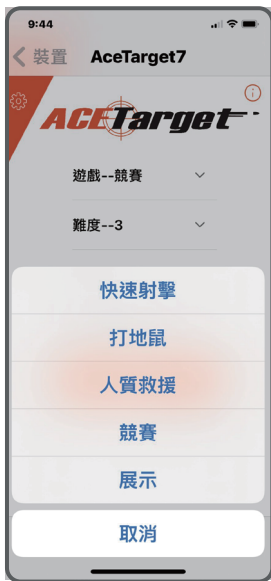 9:44
裝置 AceTarget7
ACETarget
遊戲--競賽
難度--3
快速射擊
打地鼠
人質救援
競賽
展示
取消